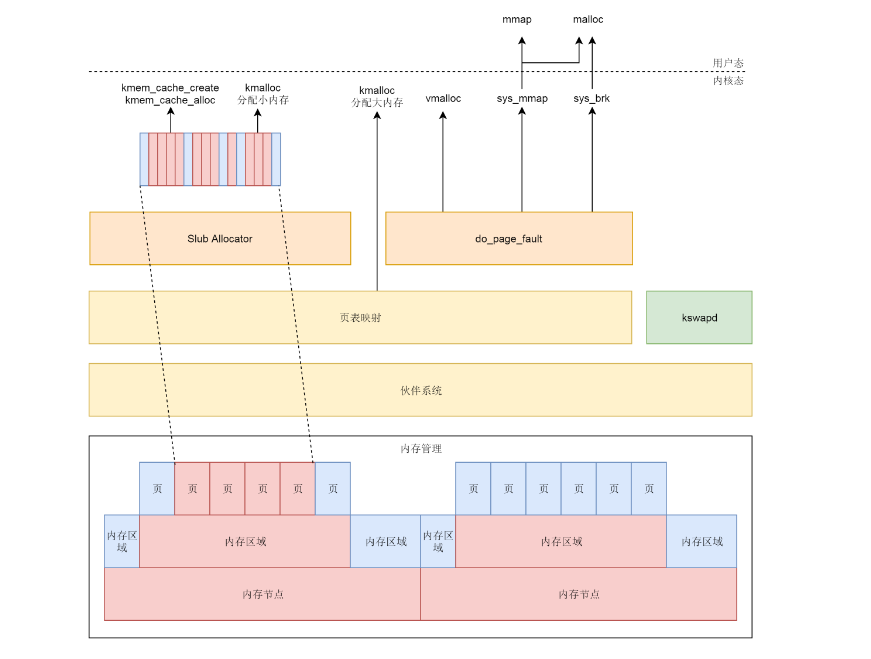 mmap
malloc
用户态
内核态
kmem_cache_create
kmem_cache_alloc
kmalloc
分配小内存
kmalloc
分配大内存
vmalloc
sys_mmap
sys_brk
Slub Allocator
do_page_fault
页表映射
kswapd
伙伴系统
内存管理
页
页
页
页
页
页
页
页
页
页
页
页
内存区
域
内存区域
内存区域
内存区
域
内存区域
内存区域
内存节点
内存节点